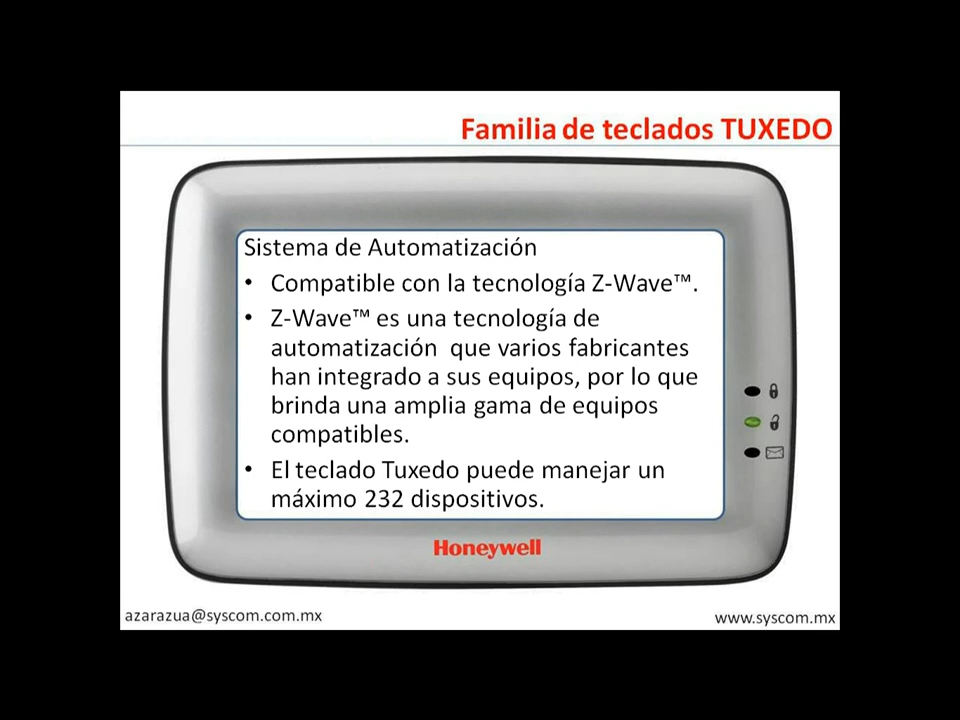 Familia de teclados TUXEDO
Sistema de Automatización
• Compatible con la tecnología Z-Wave™.
• Z-Wave™ es una tecnología de
automatización que varios fabricantes
han integrado a sus equipos, por lo que
brinda una amplia gama de equipos
compatibles.
• El teclado Tuxedo puede manejar un
máximo 232 dispositivos.
Honeywell
azarazua@syscom.com.mx
www.syscom.mx